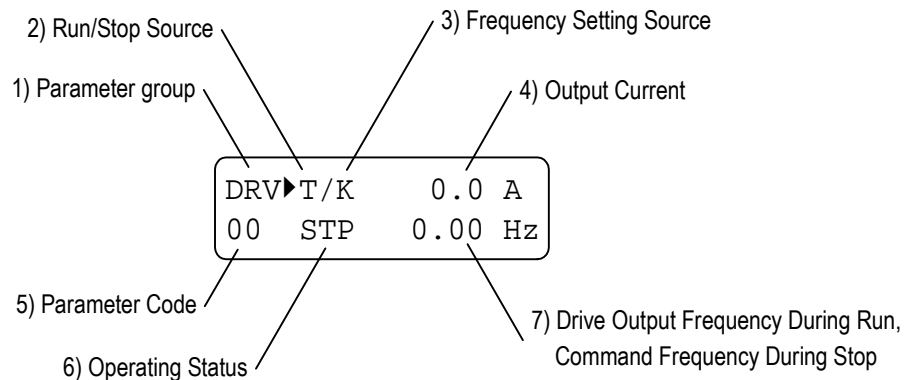 2) Run/Stop Source
3) Frequency Setting Source
1) Parameter group
4) Output Current
DRV▶T/K 0.0 A
00 STP 0.00 Hz
5) Parameter Code
6) Operating Status
7) Drive Output Frequency During Run,
Command Frequency During Stop